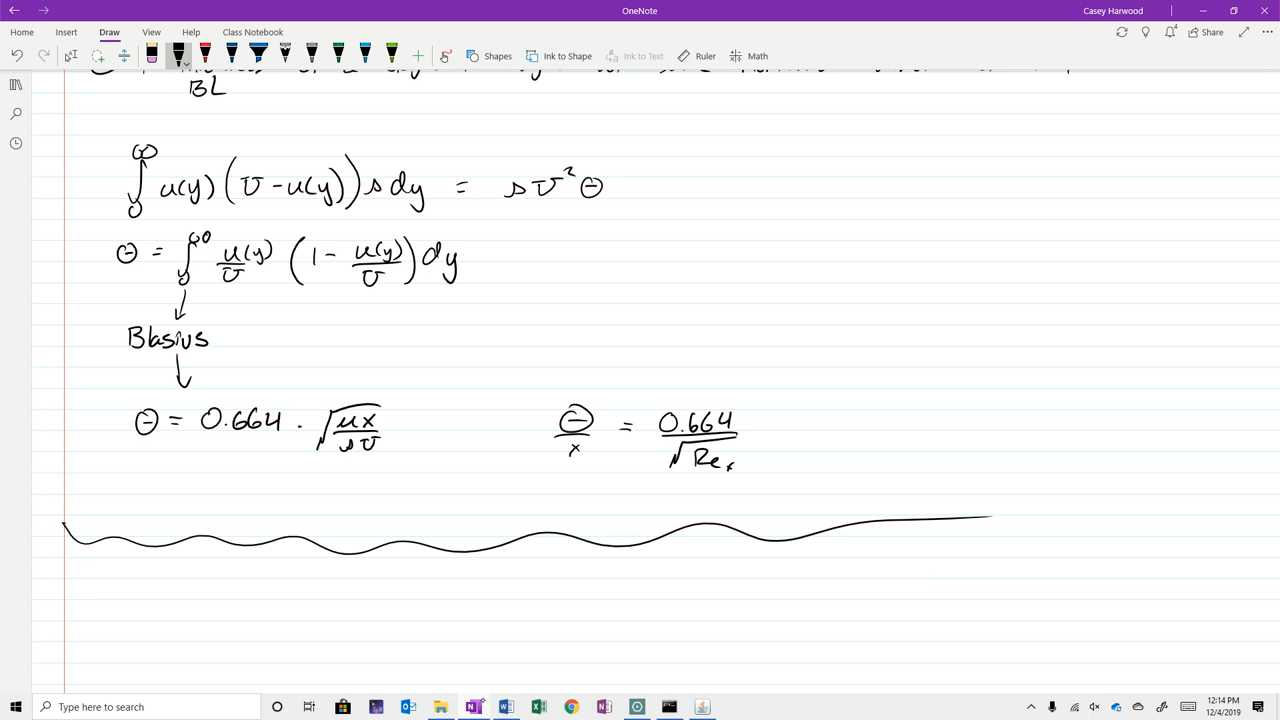 OneNote
Casey Harwood
Home Insert Draw View Class Notebook
Share
Shapes Ink to Shape Ink to Text Ruler Math
BL
∫₀^∞ u(y) (U - u(y)) ρ dy = ρ U² Θ
Θ = ∫₀^∞ u(y)/U (1 - u(y)/U) dy
↓
Blasius
↓
Θ = 0.664 · √(μx/ρU) Θ/x = 0.664/√Reₓ
Type here to search
12:14 PM
12/4/2019